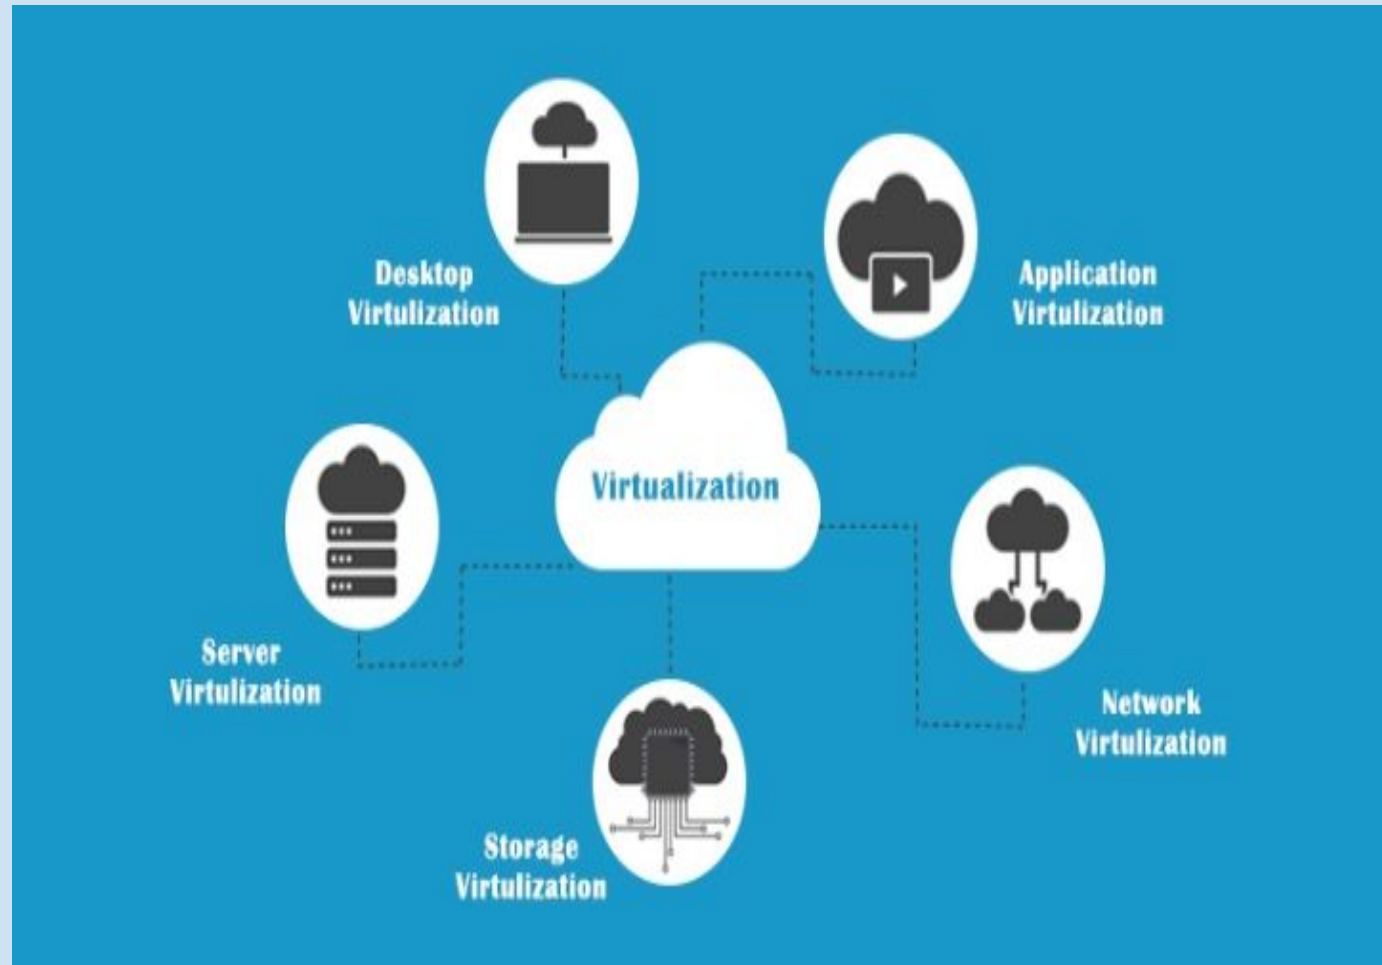 Desktop
Virtulization
Application
Virtulization
Virtualization
Server
Virtulization
Network
Virtulization
Storage
Virtulization